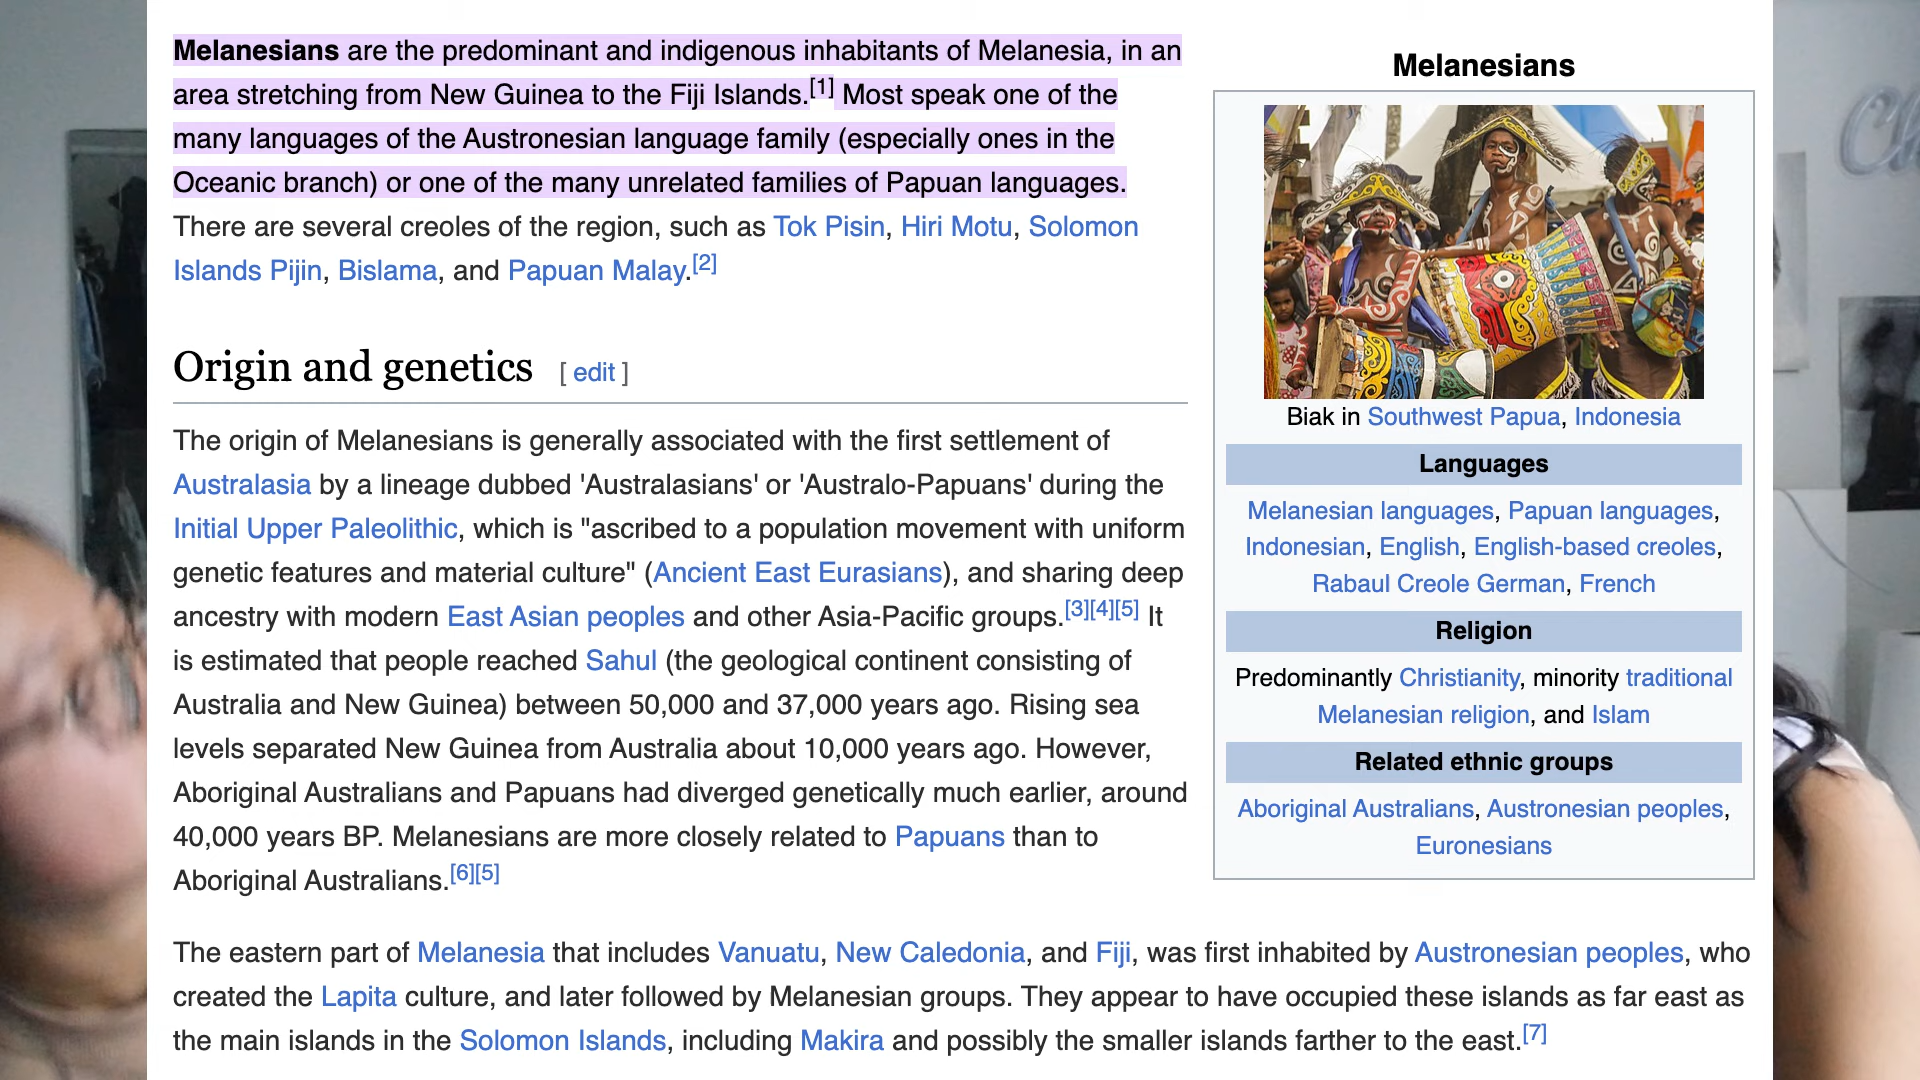 Melanesians are the predominant and indigenous inhabitants of Melanesia, in an
area stretching from New Guinea to the Fiji Islands.[1] Most speak one of the
many languages of the Austronesian language family (especially ones in the
Oceanic branch) or one of the many unrelated families of Papuan languages.
There are several creoles of the region, such as Tok Pisin, Hiri Motu, Solomon
Islands Pijin, Bislama, and Papuan Malay.[2]
Origin and genetics [ edit ]
The origin of Melanesians is generally associated with the first settlement of
Australasia by a lineage dubbed 'Australasians' or 'Australo-Papuans' during the
Initial Upper Paleolithic, which is "ascribed to a population movement with uniform
genetic features and material culture" (Ancient East Eurasians), and sharing deep
ancestry with modern East Asian peoples and other Asia-Pacific groups.[3][4][5] It
is estimated that people reached Sahul (the geological continent consisting of
Australia and New Guinea) between 50,000 and 37,000 years ago. Rising sea
levels separated New Guinea from Australia about 10,000 years ago. However,
Aboriginal Australians and Papuans had diverged genetically much earlier, around
40,000 years BP. Melanesians are more closely related to Papuans than to
Aboriginal Australians.[6][5]
The eastern part of Melanesia that includes Vanuatu, New Caledonia, and Fiji, was first inhabited by Austronesian peoples, who
created the Lapita culture, and later followed by Melanesian groups. They appear to have occupied these islands as far east as
the main islands in the Solomon Islands, including Makira and possibly the smaller islands farther to the east.[7]
Melanesians
Biak in Southwest Papua, Indonesia
Languages
Melanesian languages, Papuan languages,
Indonesian, English, English-based creoles,
Rabaul Creole German, French
Religion
Predominantly Christianity, minority traditional
Melanesian religion, and Islam
Related ethnic groups
Aboriginal Australians, Austronesian peoples,
Euronesians